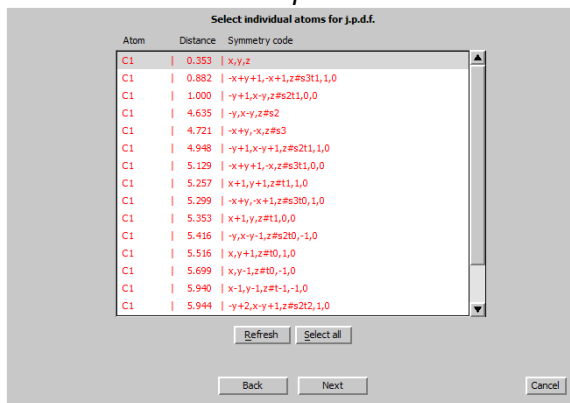 Select individual atoms for j.p.d.f.
Atom Distance Symmetry code
C1 | 0.353 | x,y,z
C1 | 0.882 | -x+y+1,-x+1,z#s3t1,1,0
C1 | 1.000 | -y+1,x-y,z#s2t1,0,0
C1 | 4.635 | -y,x-y,z#s2
C1 | 4.721 | -x+y,-x,z#s3
C1 | 4.948 | -y+1,x-y+1,z#s2t1,1,0
C1 | 5.129 | -x+y+1,-x,z#s3t1,0,0
C1 | 5.257 | x+1,y+1,z#t1,1,0
C1 | 5.299 | -x+y,-x+1,z#s3t0,1,0
C1 | 5.353 | x+1,y,z#t1,0,0
C1 | 5.416 | -y,x-y-1,z#s2t0,-1,0
C1 | 5.516 | x,y+1,z#t0,1,0
C1 | 5.699 | x,y-1,z#t0,-1,0
C1 | 5.940 | x-1,y-1,z#t-1,-1,0
C1 | 5.944 | -y+2,x-y+1,z#s2t2,1,0
Refresh Select all
Back Next Cancel